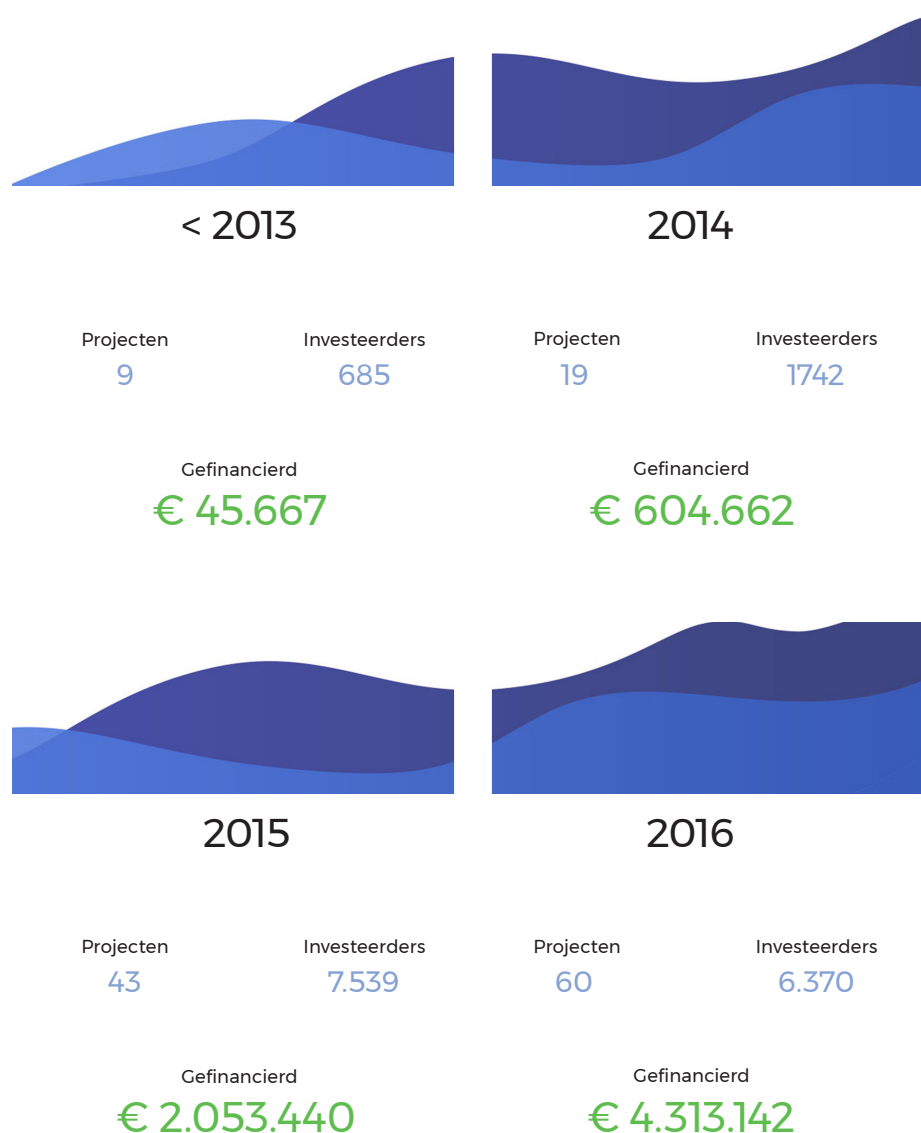 < 2013
Projecten Investeerders
9 685
Gefinancierd
€ 45.667
2014
Projecten Investeerders
19 1742
Gefinancierd
€ 604.662
2015
Projecten Investeerders
43 7.539
Gefinancierd
€ 2.053.440
2016
Projecten Investeerders
60 6.370
Gefinancierd
€ 4.313.142